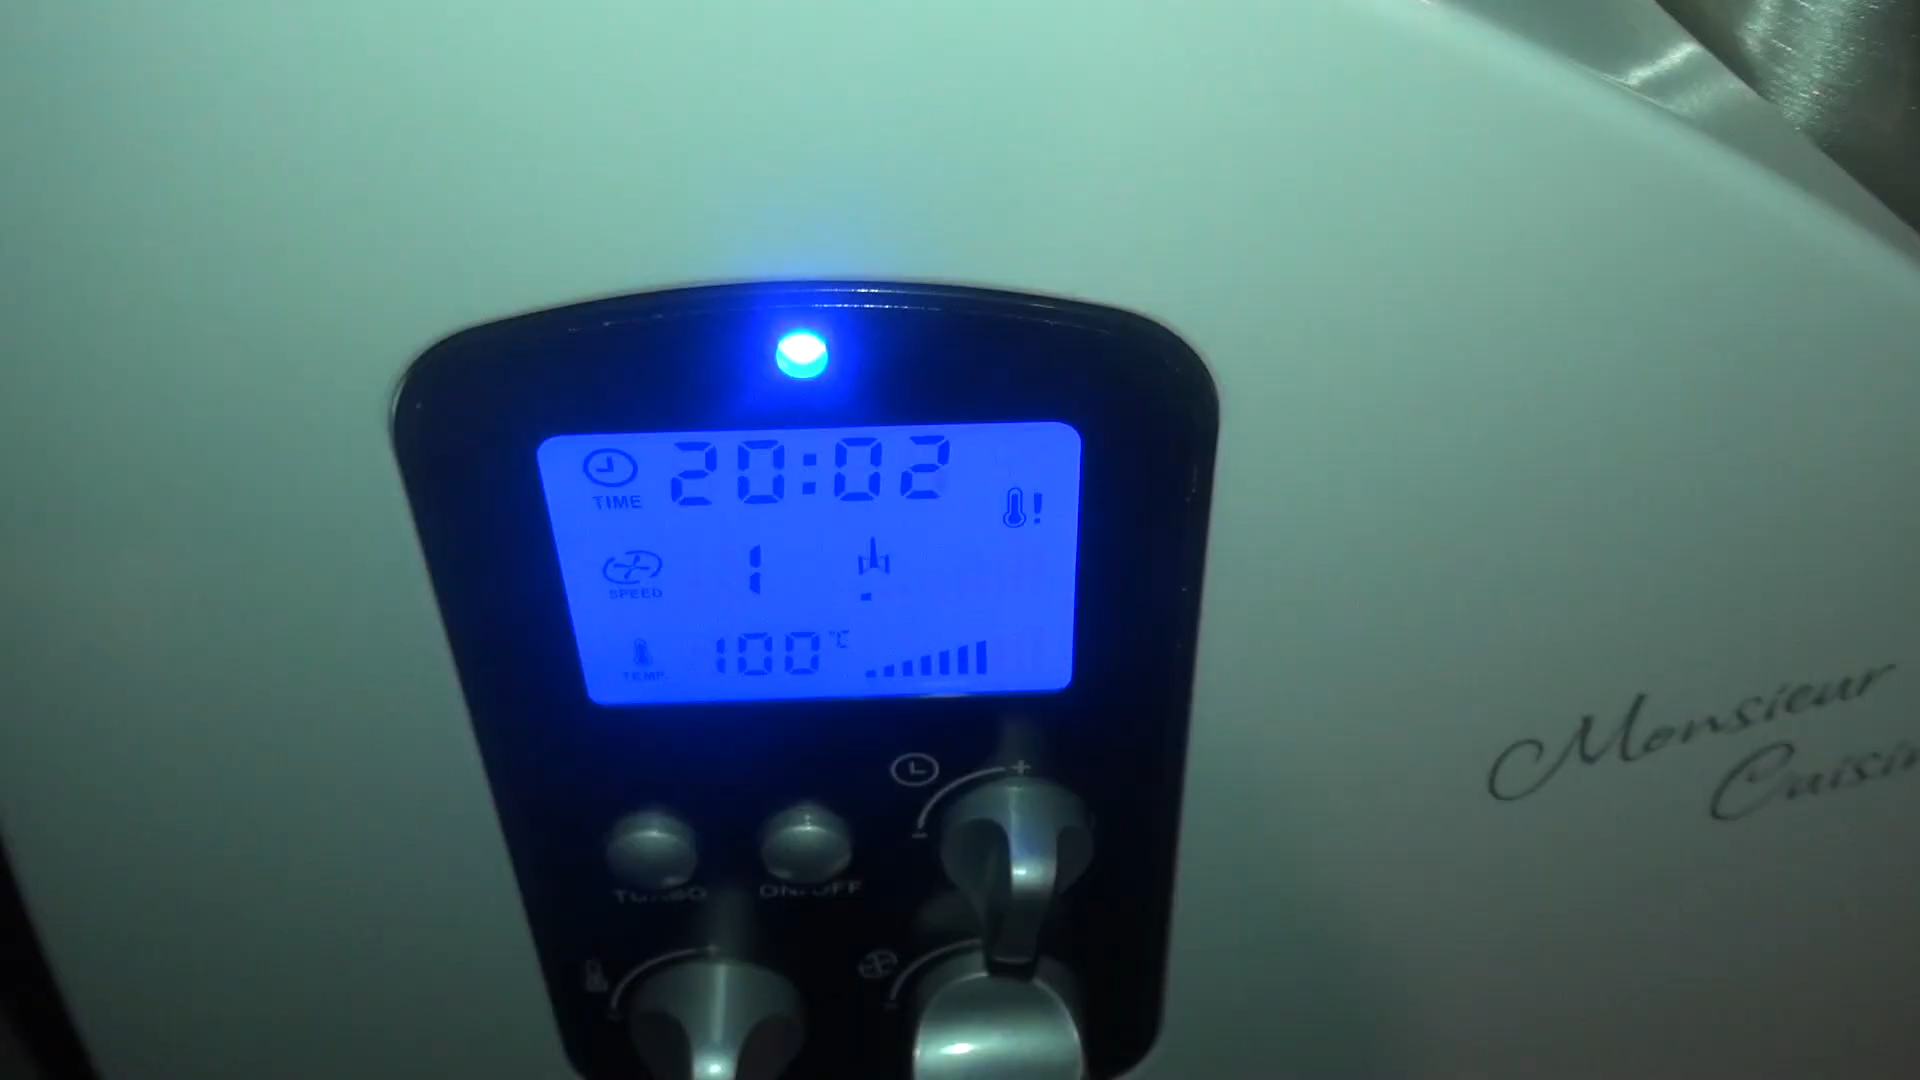 TIME 20:02
!
SPEED 1
TEMP. 100 °C
+
-
TURBO ON/OFF
+
-
Monsieur